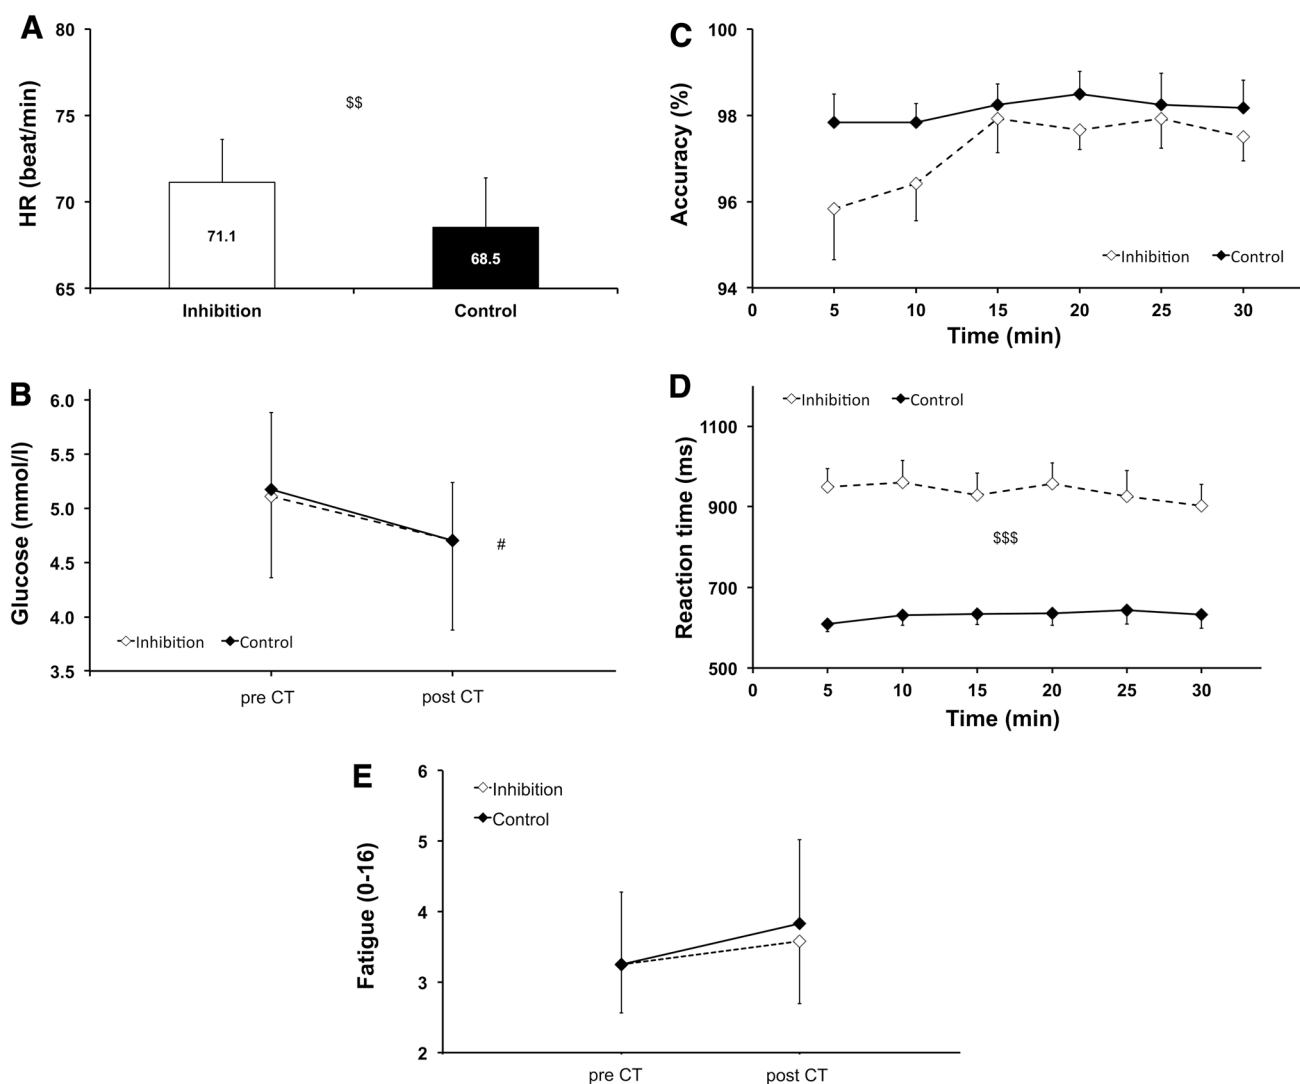 A
HR (beat/min)
80
75
70
65
$$
71.1
68.5
Inhibition Control
B
Glucose (mmol/l)
6.0
5.5
5.0
4.5
4.0
3.5
#
Inhibition Control
pre CT post CT
C
Accuracy (%)
100
98
96
94
Inhibition Control
0 5 10 15 20 25 30
Time (min)
D
Reaction time (ms)
Inhibition Control
1100
900
700
500
$$$
0 5 10 15 20 25 30
Time (min)
E
Fatigue (0-16)
6
5
4
3
2
Inhibition
Control
pre CT post CT